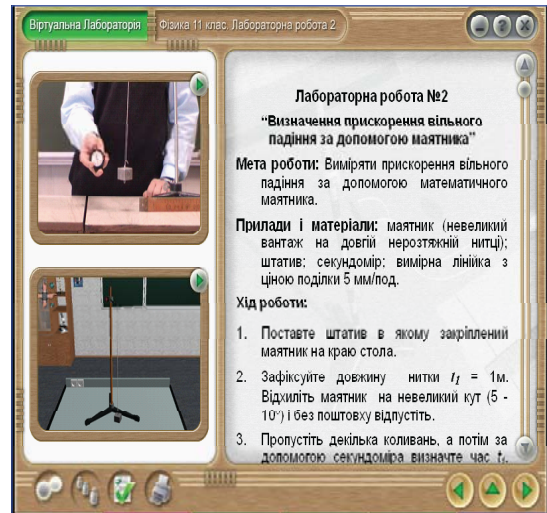 Віртуальна Лабораторія
Фізика 11 клас. Лабораторна робота 2
Лабораторна робота №2
“Визначення прискорення вільного
падіння за допомогою маятника”
Мета роботи: Виміряти прискорення вільного
падіння за допомогою математичного
маятника.
Прилади і матеріали: маятник (невеликий
вантаж на довгій нерозтяжній нитці);
штатив; секундомір; вимірна лінійка з
ціною поділки 5 мм/под.
Хід роботи:
1. Поставте штатив в якому закріплений
маятник на краю стола.
2. Зафіксуйте довжину нитки ℓ1 = 1м.
Відхиліть маятник на невеликий кут (5 -
10°) і без поштовху відпустіть.
3. Пропустіть декілька коливань, а потім за
допомогою секундоміра визначте час t1.